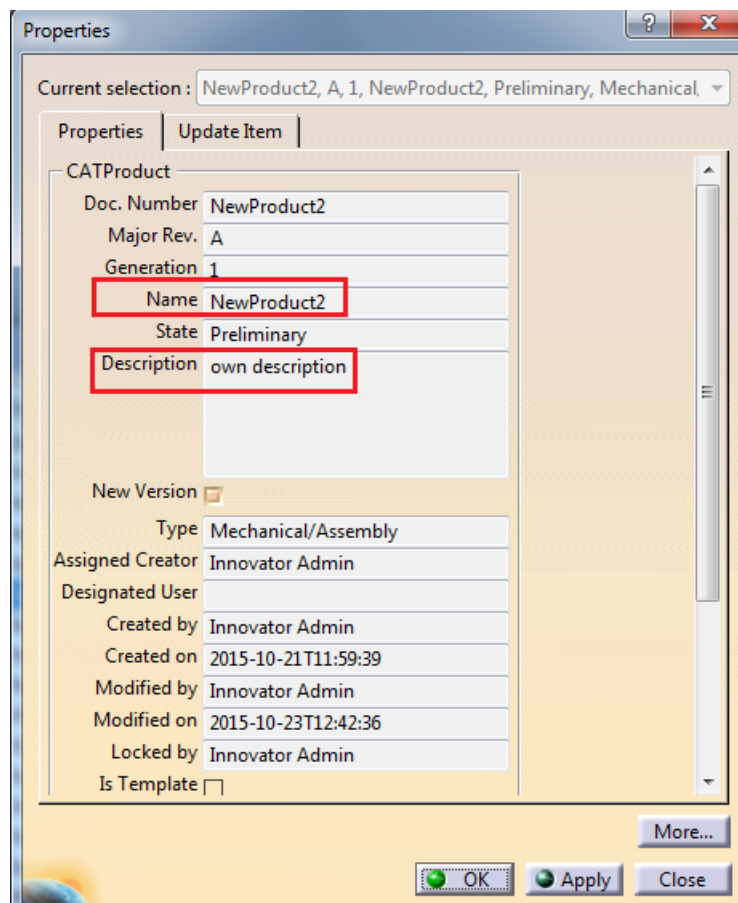 Properties
?
X
Current selection : NewProduct2, A, 1, NewProduct2, Preliminary, Mechanical,
Properties Update Item
CATProduct
Doc. Number NewProduct2
Major Rev. A
Generation 1
Name NewProduct2
State Preliminary
Description own description
New Version
Type Mechanical/Assembly
Assigned Creator Innovator Admin
Designated User
Created by Innovator Admin
Created on 2015-10-21T11:59:39
Modified by Innovator Admin
Modified on 2015-10-23T12:42:36
Locked by Innovator Admin
Is Template
More...
OK Apply Close